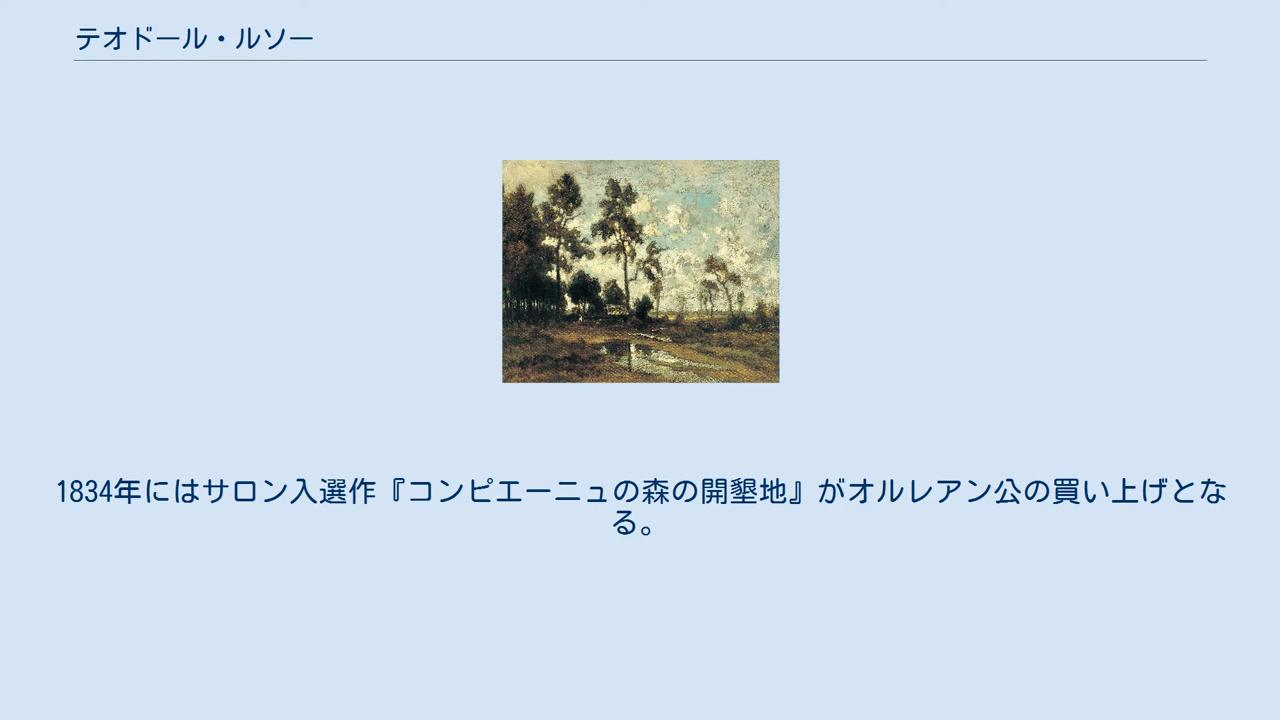 テオドール・ルソー
1834年にはサロン入選作『コンピエーニュの森の開墾地』がオルレアン公の買い上げとな
る。